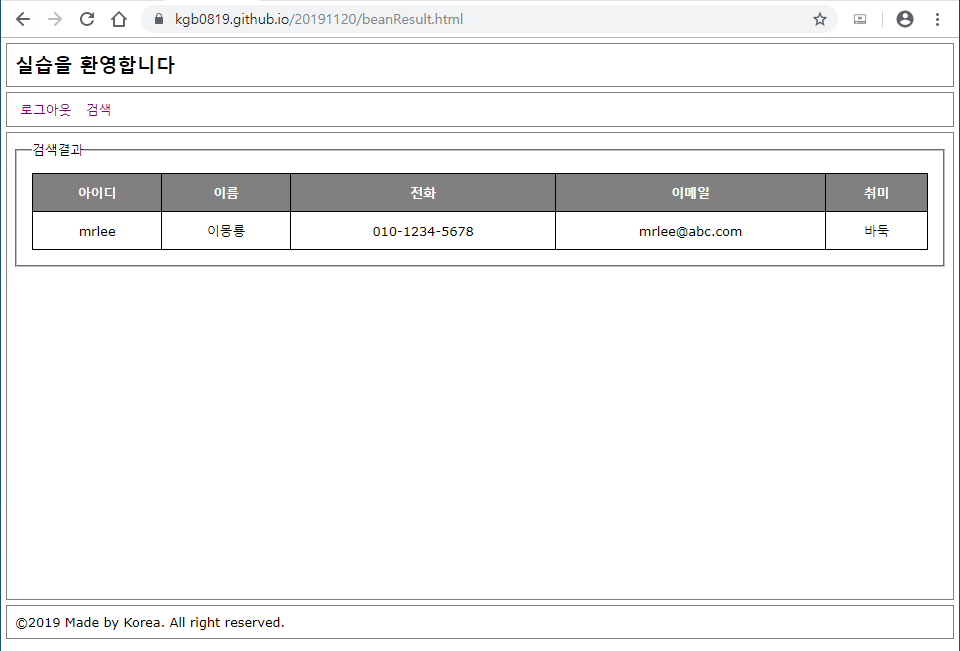 kgb0819.github.io/20191120/beanResult.html
실습을 환영합니다
로그아웃 검색
검색결과
아이디 이름 전화 이메일 취미
mrlee 이몽룡 010-1234-5678 mrlee@abc.com 바둑
©2019 Made by Korea. All right reserved.